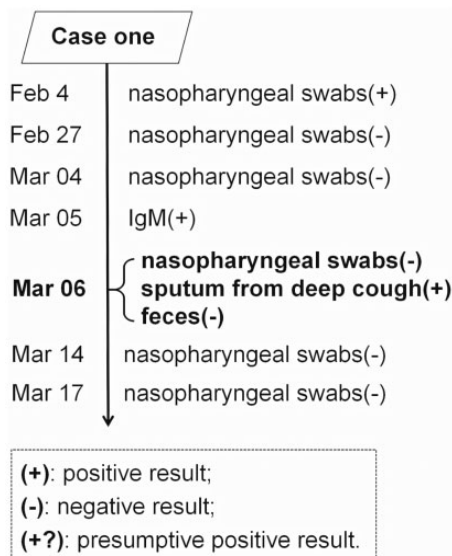 Case one
Feb 4 nasopharyngeal swabs(+)
Feb 27 nasopharyngeal swabs(-)
Mar 04 nasopharyngeal swabs(-)
Mar 05 IgM(+)
nasopharyngeal swabs(-)
Mar 06 sputum from deep cough(+)
feces(-)
Mar 14 nasopharyngeal swabs(-)
Mar 17 nasopharyngeal swabs(-)
(+): positive result;
(-): negative result;
(+?): presumptive positive result.